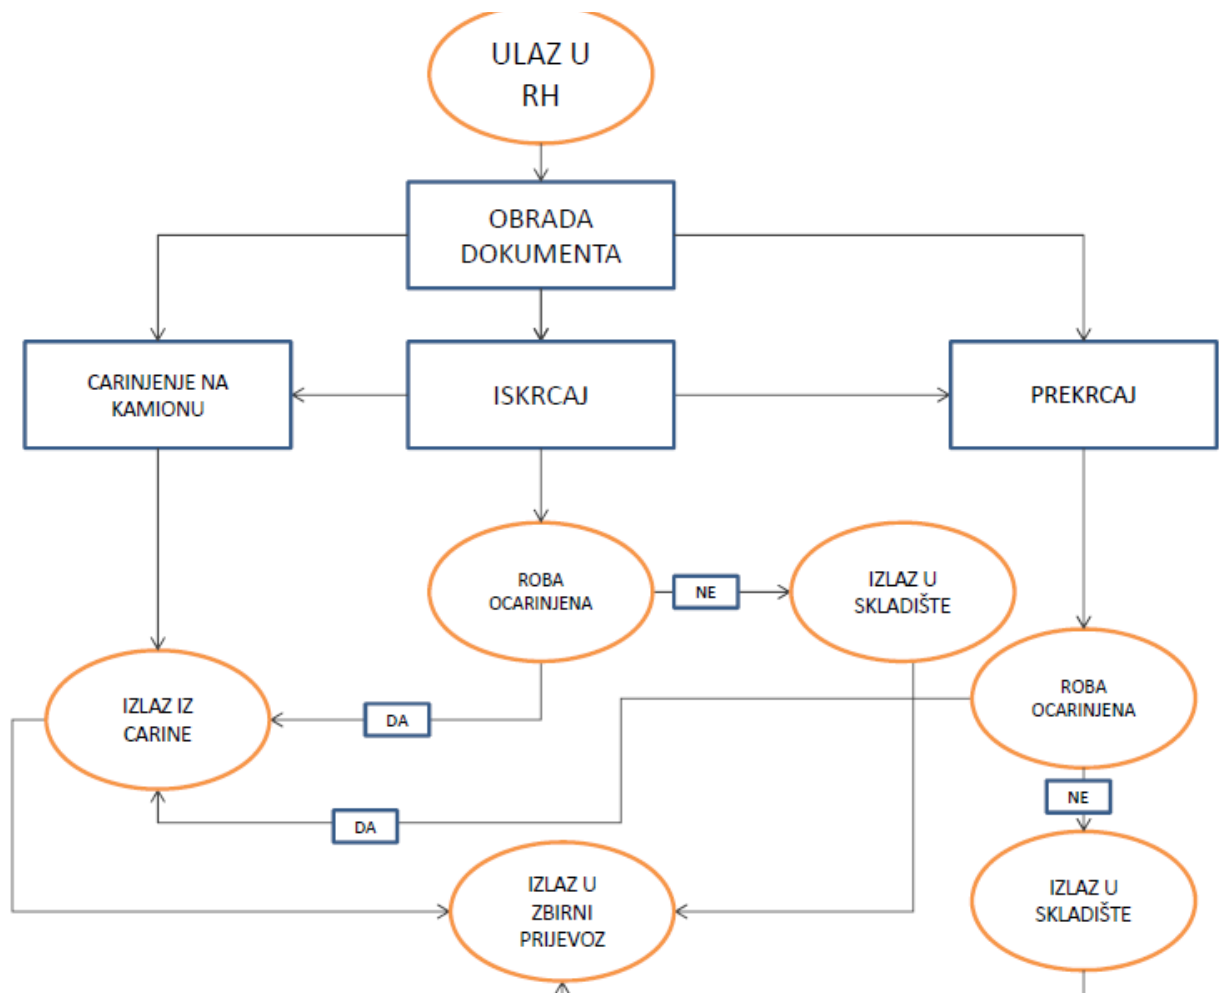 ULAZ U
RH
OBRADA
DOKUMENTA
CARINJENJE NA
KAMIONU
ISKRCAJ
PREKRCAJ
ROBA
OCARINJENA
NE
IZLAZ U
SKLADIŠTE
IZLAZ IZ
CARINE
DA
ROBA
OCARINJENA
NE
DA
IZLAZ U
ZBIRNI
PRIJEVOZ
IZLAZ U
SKLADIŠTE